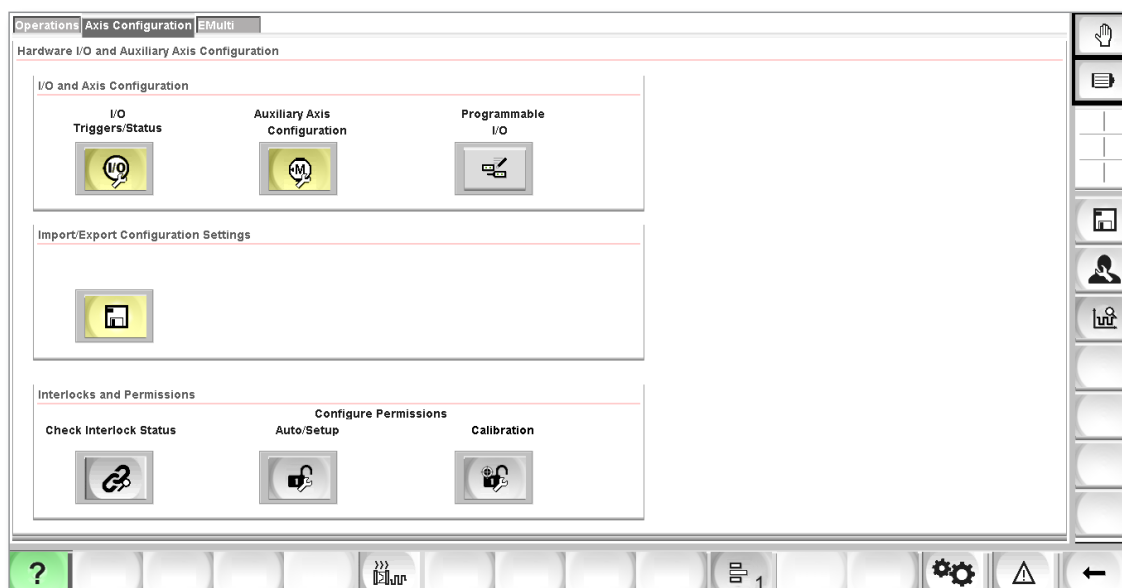 Operations Axis Configuration EMulti
Hardware I/O and Auxiliary Axis Configuration
I/O and Axis Configuration
I/O
Triggers/Status
Auxiliary Axis
Configuration
Programmable
I/O
I/O
M
Import/Export Configuration Settings
Interlocks and Permissions
Configure Permissions
Check Interlock Status
Auto/Setup
Calibration
?
1